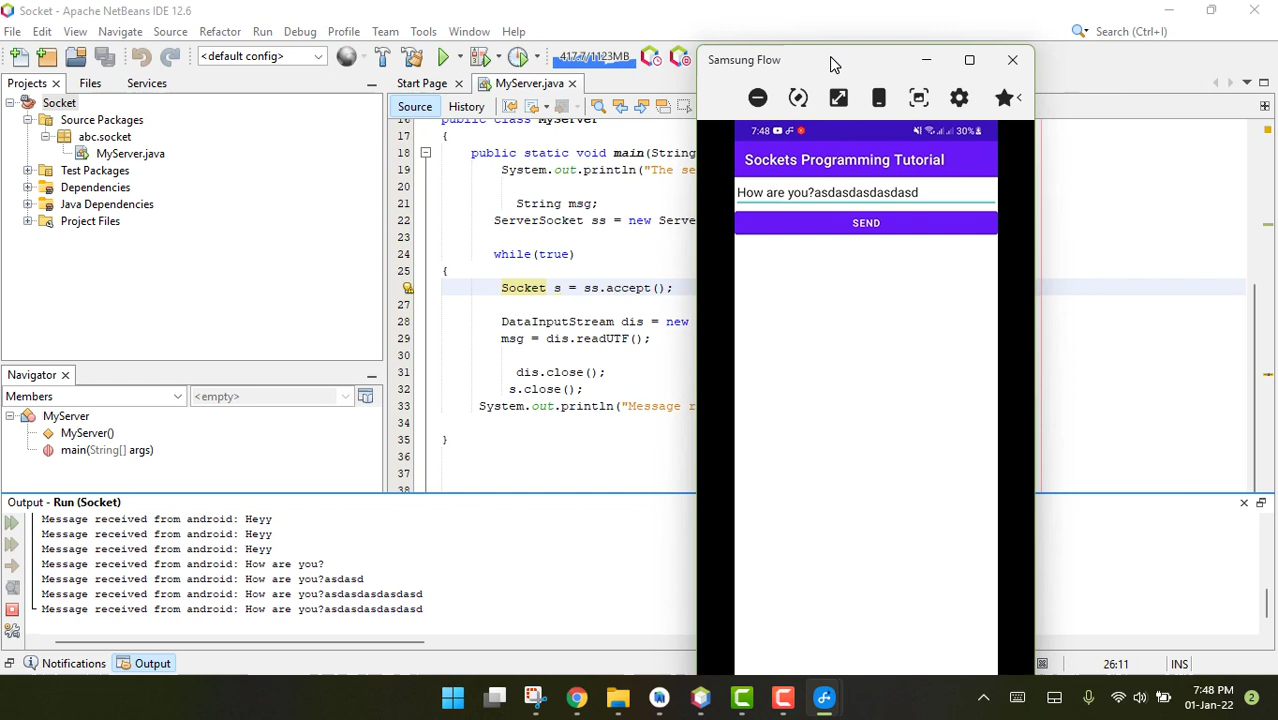 Socket - Apache NetBeans IDE 12.6
File Edit View Navigate Source Refactor Run Debug Profile Team Tools Window Help
<default config>
417.7/1123MB
Search (Ctrl+I)
Projects
Files
Services
Start Page
MyServer.java
Source
History
Socket
Source Packages
abc.socket
MyServer.java
Test Packages
Dependencies
Java Dependencies
Project Files
16 public class MyServer
17 {
18 public static void main(String
19 System.out.println("The se
20
21 String msg;
22 ServerSocket ss = new Serve
23
24 while(true)
25 {
Socket s = ss.accept();
27
28 DataInputStream dis = new
29 msg = dis.readUTF();
30
31 dis.close();
32 s.close();
33 System.out.println("Message r
34
35 }
36
37
38
Navigator
Members
<empty>
MyServer
MyServer()
main(String[] args)
Output - Run (Socket)
Message received from android: Heyy
Message received from android: Heyy
Message received from android: Heyy
Message received from android: How are you?
Message received from android: How are you?asdasd
Message received from android: How are you?asdasdasdasdasd
Message received from android: How are you?asdasdasdasdasd
Notifications
Output
26:11
INS
Samsung Flow
7:48
30%
Sockets Programming Tutorial
How are you?asdasdasdasdasd
SEND
7:48 PM
01-Jan-22
2